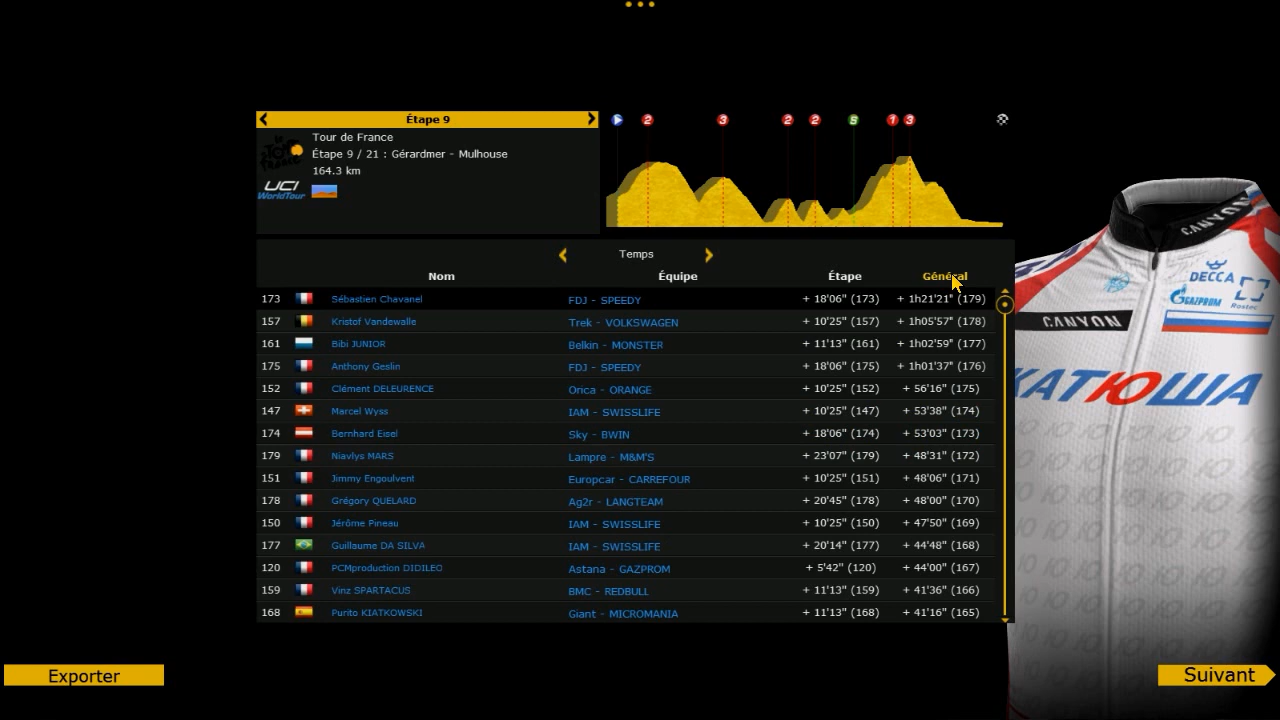 Étape 9
Tour de France
Étape 9 / 21 : Gérardmer - Mulhouse
164.3 km
UCI
WorldTour
2 3 2 2 S 1 3
Temps
Nom Équipe Étape Général
173 Sébastien Chavanel FDJ - SPEEDY + 18'06" (173) + 1h21'21" (179)
157 Kristof Vandewalle Trek - VOLKSWAGEN + 10'25" (157) + 1h05'57" (178)
161 Bibi JUNIOR Belkin - MONSTER + 11'13" (161) + 1h02'59" (177)
175 Anthony Geslin FDJ - SPEEDY + 18'06" (175) + 1h01'37" (176)
152 Clément DELEURENCE Orica - ORANGE + 10'25" (152) + 56'16" (175)
147 Marcel Wyss IAM - SWISSLIFE + 10'25" (147) + 53'38" (174)
174 Bernhard Eisel Sky - BWIN + 18'06" (174) + 53'03" (173)
179 Niavlys MARS Lampre - M&M'S + 23'07" (179) + 48'31" (172)
151 Jimmy Engoulvent Europcar - CARREFOUR + 10'25" (151) + 48'06" (171)
178 Grégory QUELARD Ag2r - LANGTEAM + 20'45" (178) + 48'00" (170)
150 Jérôme Pineau IAM - SWISSLIFE + 10'25" (150) + 47'50" (169)
177 Guillaume DA SILVA IAM - SWISSLIFE + 20'14" (177) + 44'48" (168)
120 PCMproduction DIDILEO Astana - GAZPROM + 5'42" (120) + 44'00" (167)
159 Vinz SPARTACUS BMC - REDBULL + 11'13" (159) + 41'36" (166)
168 Purito KIATKOWSKI Giant - MICROMANIA + 11'13" (168) + 41'16" (165)
CANYON
DECCA
GAZPROM
Rostec
CANYON
КАТЮША
Exporter
Suivant